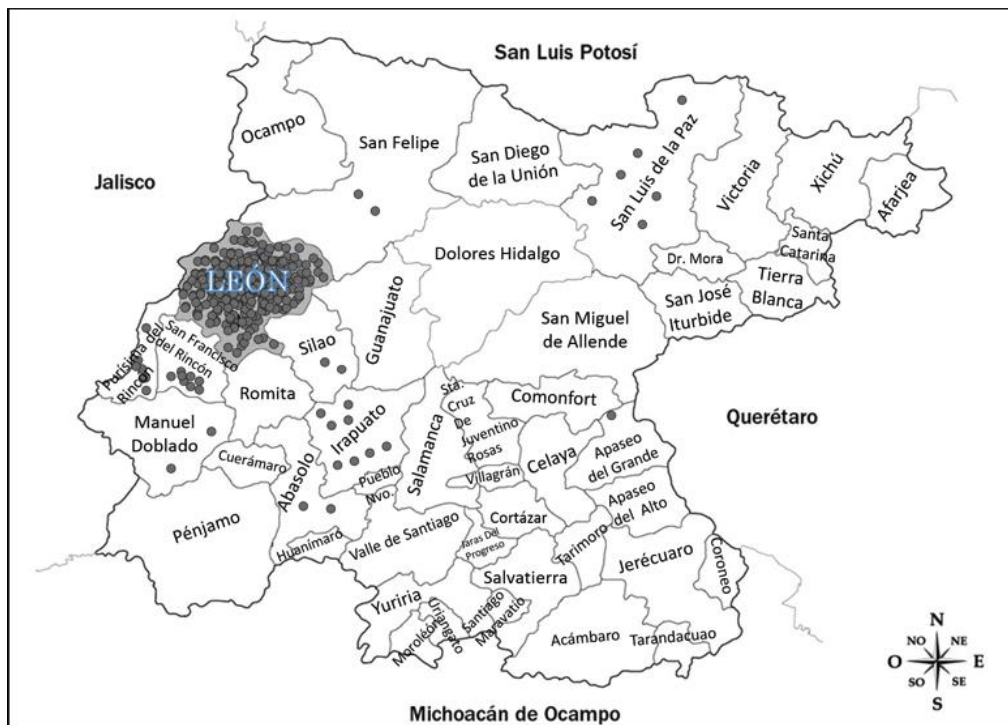 San Luis Potosí
Ocampo
San Felipe
San Diego
de la Unión
San Luis de la Paz
Victoria
Xichú
Afarjea
Jalisco
Santa
Catarina
Dolores Hidalgo
Dr. Mora
Tierra
Blanca
LEÓN
Guanajuato
San José
Iturbide
San Miguel
de Allende
Silao
Purísima del
Rincón
San Francisco
del Rincón
Romita
Sta.
Cruz
De
Juventino
Rosas
Comonfort
Querétaro
Manuel
Doblado
Irapuato
Salamanca
Cuerámaro
Abasolo
Pueblo
Nvo.
Villagrán
Celaya
Apaseo
del Grande
Apaseo
del Alto
Pénjamo
Huanímaro
Valle de Santiago
Cortázar
Jaras Del
Progreso
Tarimoro
Jerécuaro
Coroneo
Salvatierra
Yuriria
Uriangato
Moroleón
Santiago
Maravatío
Acámbaro
Tarandacuao
N
NO
NE
O
E
SO
SE
S
Michoacán de Ocampo